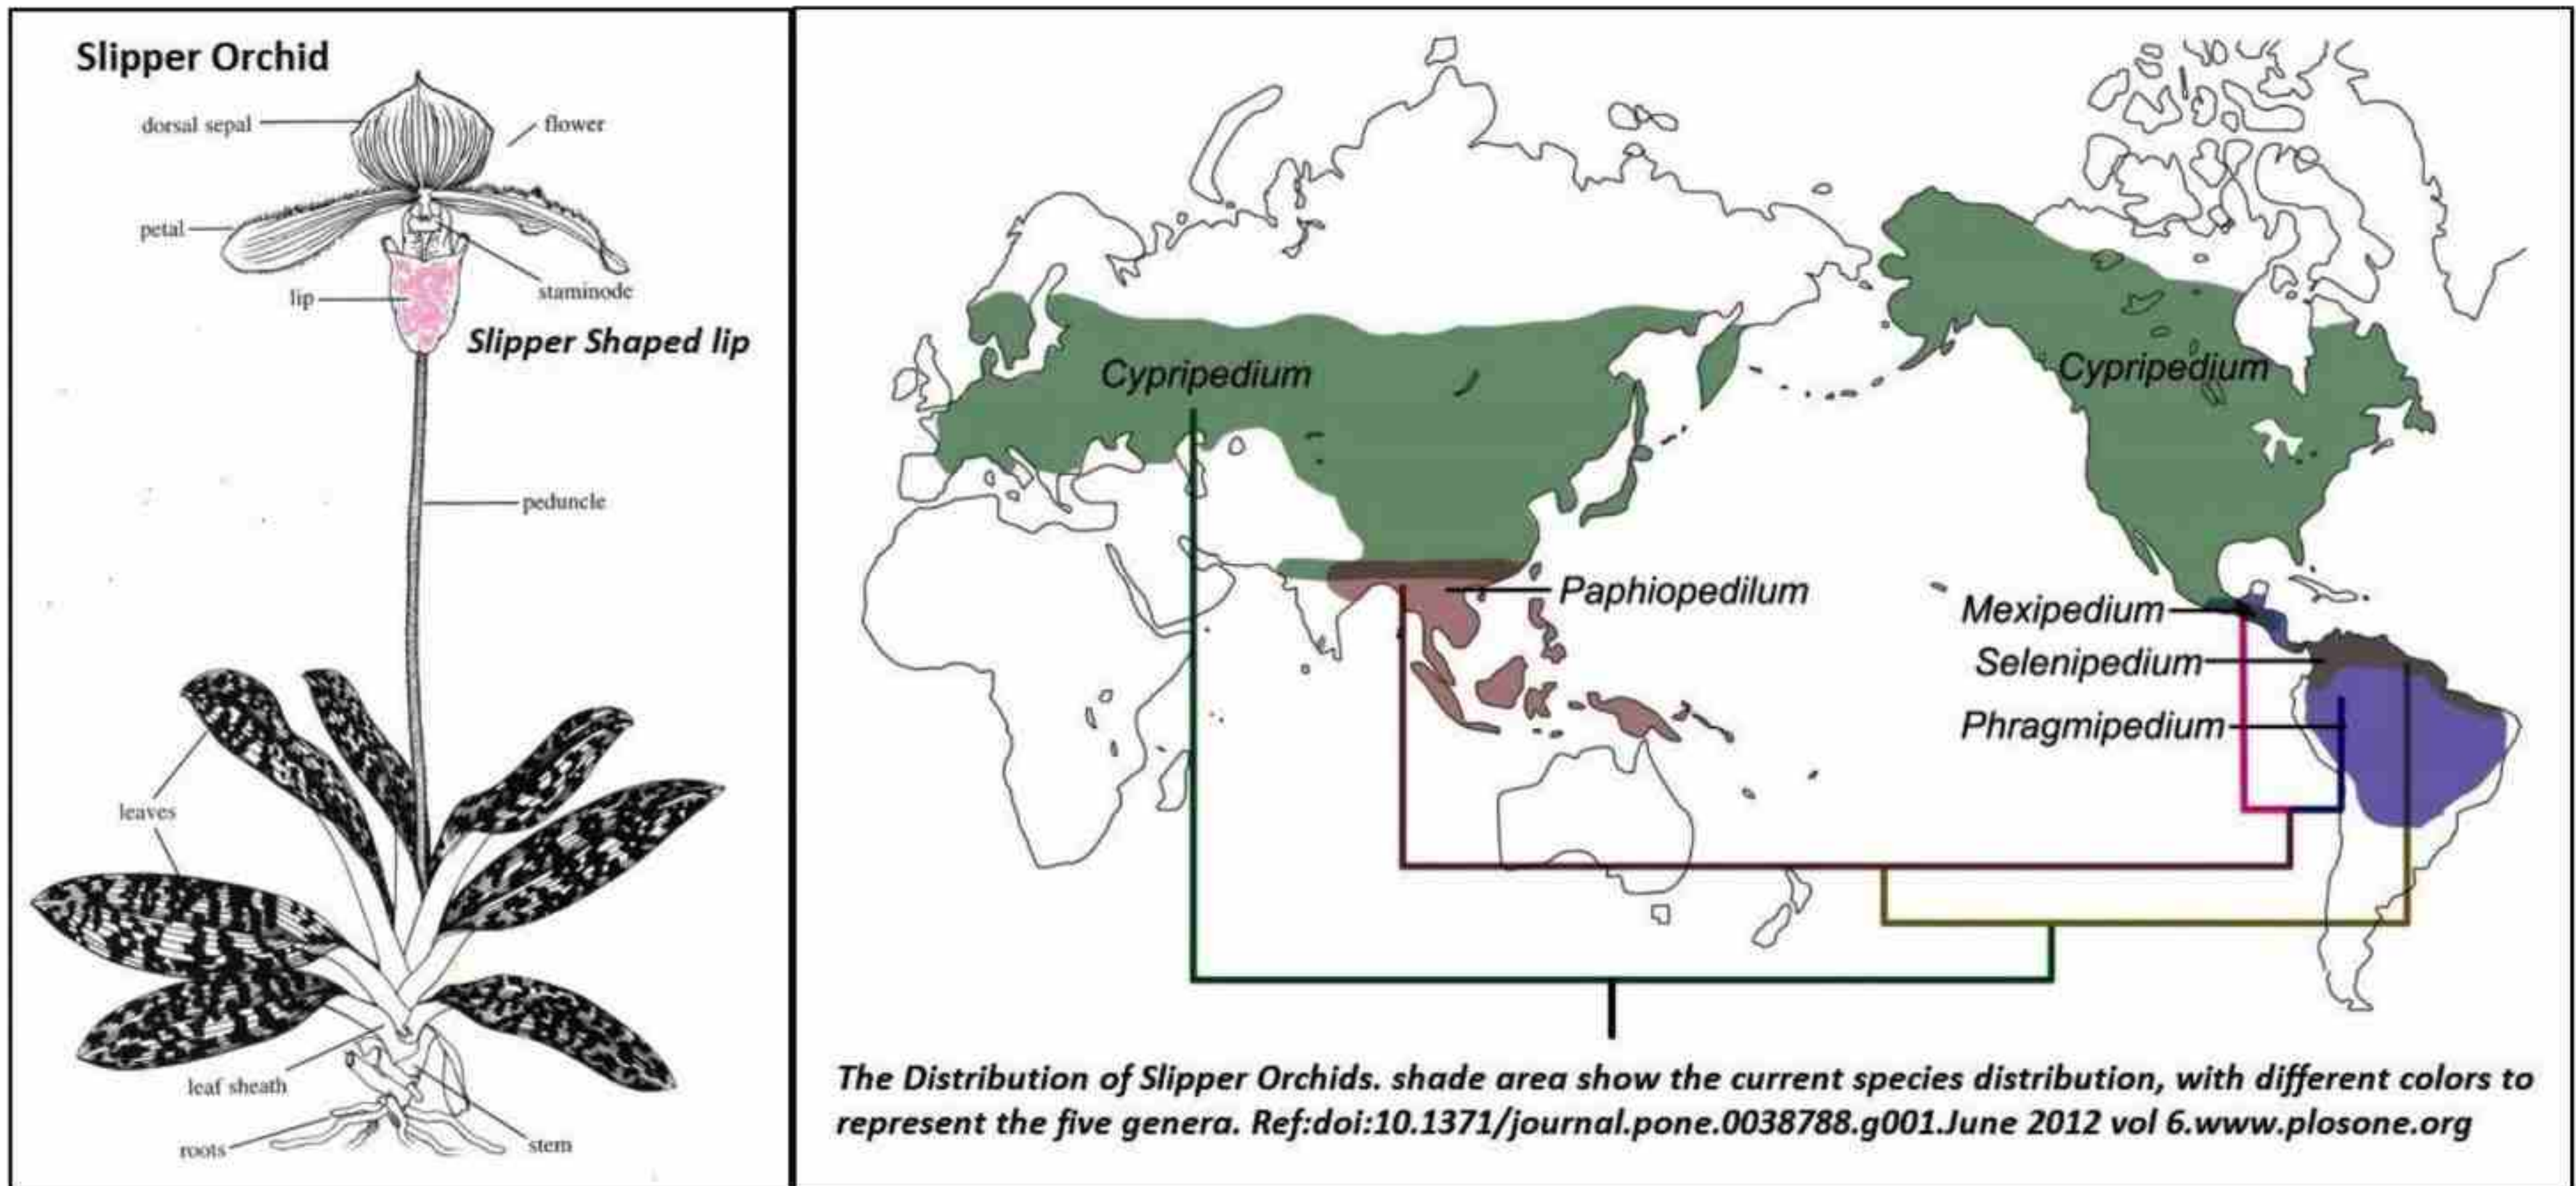 Slipper Orchid
dorsal sepal
flower
petal
lip
staminode
Slipper Shaped lip
peduncle
leaves
leaf sheath
roots
stem
Cypripedium
Cypripedium
Paphiopedilum
Mexipedium
Selenipedium
Phragmipedium
The Distribution of Slipper Orchids. shade area show the current species distribution, with different colors to
represent the five genera. Ref:doi:10.1371/journal.pone.0038788.g001.June 2012 vol 6.www.plosone.org